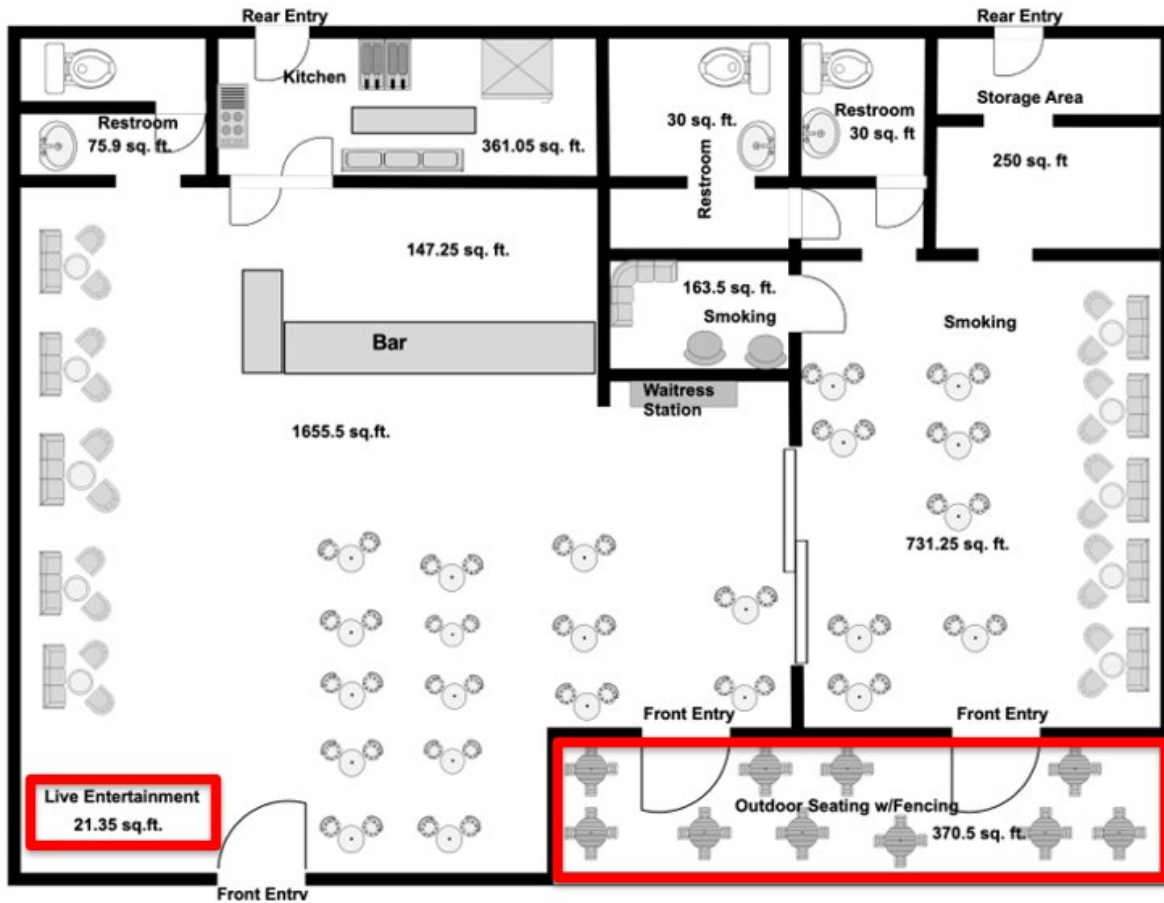 Rear Entry
Rear Entry
Kitchen
Restroom
75.9 sq. ft.
361.05 sq. ft.
30 sq. ft.
Restroom
Restroom
30 sq. ft
Storage Area
250 sq. ft
147.25 sq. ft.
163.5 sq. ft.
Smoking
Smoking
Bar
Waitress
Station
1655.5 sq.ft.
731.25 sq. ft.
Front Entry
Front Entry
Live Entertainment
21.35 sq.ft.
Outdoor Seating w/Fencing
370.5 sq. ft.
Front Entry